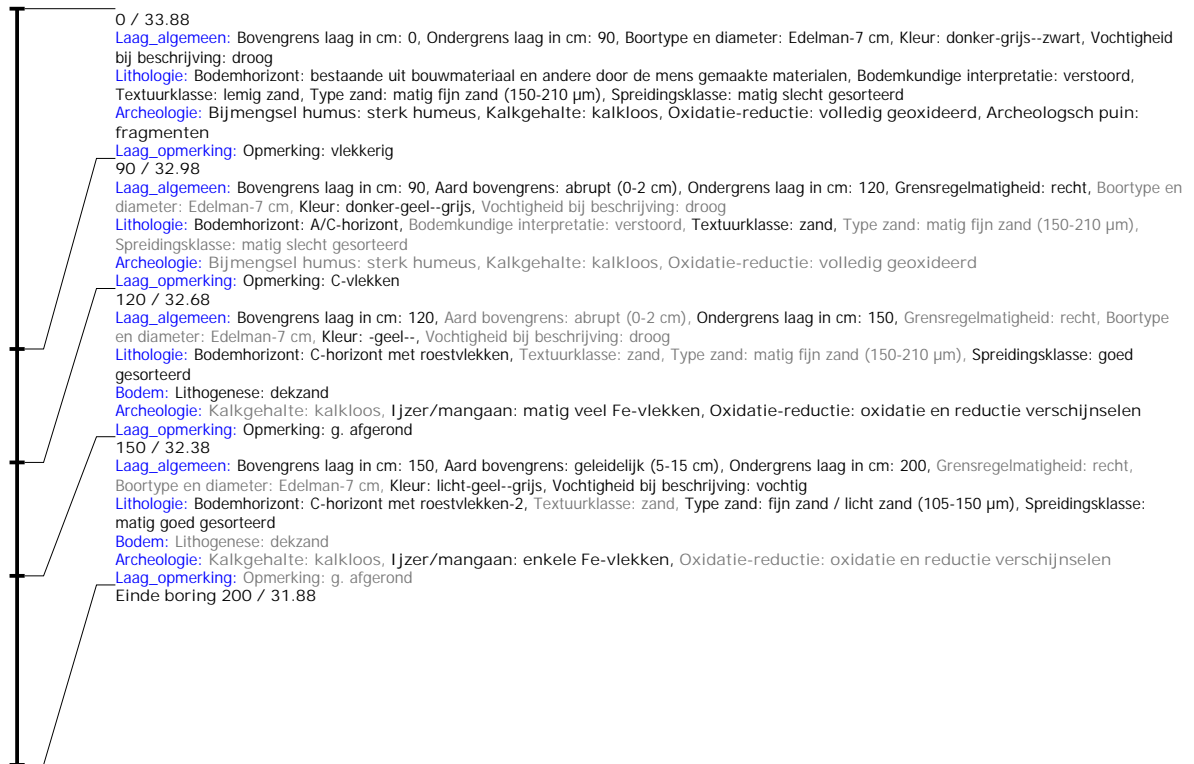 0 / 33.88
Laag_algemeen: Bovengrens laag in cm: 0, Ondergrens laag in cm: 90, Boortype en diameter: Edelman-7 cm, Kleur: donker-grijs--zwart, Vochtigheid
bij beschrijving: droog
Lithologie: Bodemhorizont: bestaande uit bouwmateriaal en andere door de mens gemaakte materialen, Bodemkundige interpretatie: verstoord,
Textuurklasse: lemig zand, Type zand: matig fijn zand (150-210 µm), Spreidingsklasse: matig slecht gesorteerd
Archeologie: Bijmengsel humus: sterk humeus, Kalkgehalte: kalkloos, Oxidatie-reductie: volledig geoxideerd, Archeologsch puin:
fragmenten
Laag_opmerking: Opmerking: vlekkerig
90 / 32.98
Laag_algemeen: Bovengrens laag in cm: 90, Aard bovengrens: abrupt (0-2 cm), Ondergrens laag in cm: 120, Grensregelmatigheid: recht, Boortype en
diameter: Edelman-7 cm, Kleur: donker-geel--grijs, Vochtigheid bij beschrijving: droog
Lithologie: Bodemhorizont: A/C-horizont, Bodemkundige interpretatie: verstoord, Textuurklasse: zand, Type zand: matig fijn zand (150-210 µm),
Spreidingsklasse: matig slecht gesorteerd
Archeologie: Bijmengsel humus: sterk humeus, Kalkgehalte: kalkloos, Oxidatie-reductie: volledig geoxideerd
Laag_opmerking: Opmerking: C-vlekken
120 / 32.68
Laag_algemeen: Bovengrens laag in cm: 120, Aard bovengrens: abrupt (0-2 cm), Ondergrens laag in cm: 150, Grensregelmatigheid: recht, Boortype
en diameter: Edelman-7 cm, Kleur: -geel--, Vochtigheid bij beschrijving: droog
Lithologie: Bodemhorizont: C-horizont met roestvlekken, Textuurklasse: zand, Type zand: matig fijn zand (150-210 µm), Spreidingsklasse: goed
gesorteerd
Bodem: Lithogenese: dekzand
Archeologie: Kalkgehalte: kalkloos, Ijzer/mangaan: matig veel Fe-vlekken, Oxidatie-reductie: oxidatie en reductie verschijnselen
Laag_opmerking: Opmerking: g. afgerond
150 / 32.38
Laag_algemeen: Bovengrens laag in cm: 150, Aard bovengrens: geleidelijk (5-15 cm), Ondergrens laag in cm: 200, Grensregelmatigheid: recht,
Boortype en diameter: Edelman-7 cm, Kleur: licht-geel--grijs, Vochtigheid bij beschrijving: vochtig
Lithologie: Bodemhorizont: C-horizont met roestvlekken-2, Textuurklasse: zand, Type zand: fijn zand / licht zand (105-150 µm), Spreidingsklasse:
matig goed gesorteerd
Bodem: Lithogenese: dekzand
Archeologie: Kalkgehalte: kalkloos, Ijzer/mangaan: enkele Fe-vlekken, Oxidatie-reductie: oxidatie en reductie verschijnselen
Laag_opmerking: Opmerking: g. afgerond
Einde boring 200 / 31.88